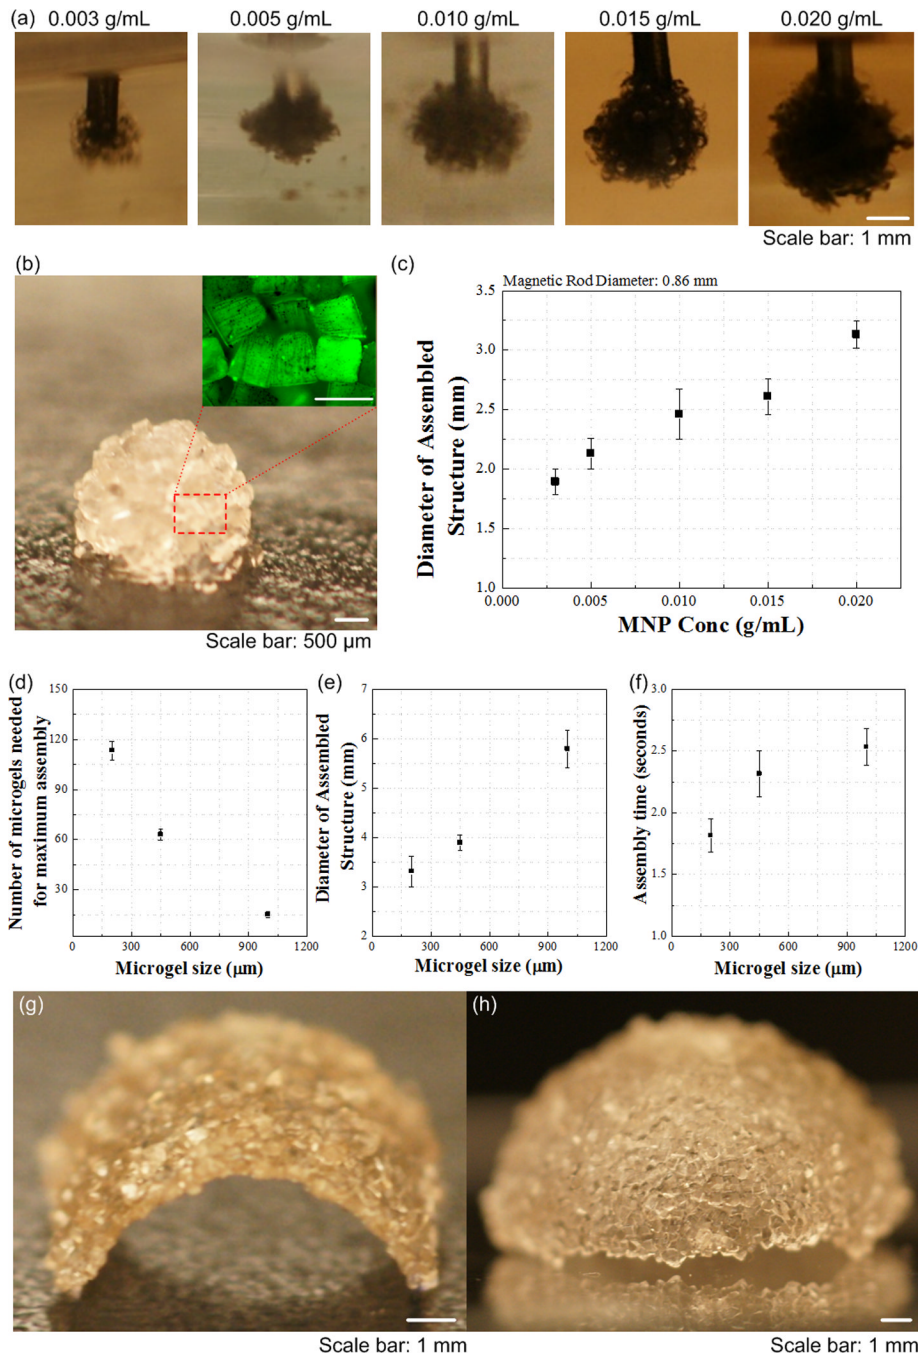 (a)
0.003 g/mL 0.005 g/mL 0.010 g/mL 0.015 g/mL 0.020 g/mL
Scale bar: 1 mm
(b)
Scale bar: 500 µm
(c)
Magnetic Rod Diameter: 0.86 mm
Diameter of Assembled
Structure (mm)
3.5
3.0
2.5
2.0
1.5
1.0
0.000 0.005 0.010 0.015 0.020
MNP Conc (g/mL)
(d)
Number of microgels needed
for maximum assembly
150
120
90
60
30
0 300 600 900 1200
Microgel size (µm)
(e)
Diameter of Assembled
Structure (mm)
7
6
5
4
3
2
0 300 600 900 1200
Microgel size (µm)
(f)
Assembly time (seconds)
3.0
2.5
2.0
1.5
1.0
0 300 600 900 1200
Microgel size (µm)
(g)
Scale bar: 1 mm
(h)
Scale bar: 1 mm